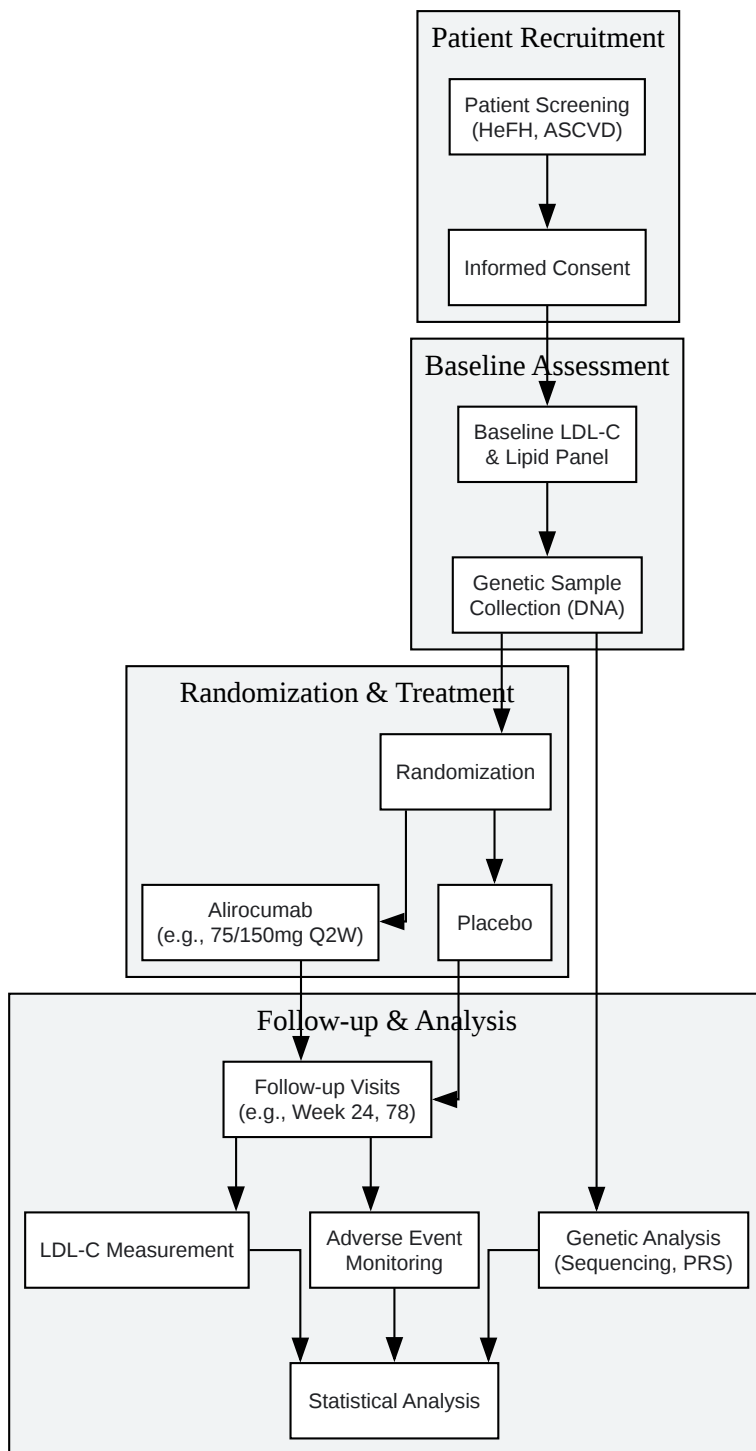 Patient Recruitment
Patient Screening
(HeFH, ASCVD)
Informed Consent
Baseline Assessment
Baseline LDL-C
& Lipid Panel
Genetic Sample
Collection (DNA)
Randomization & Treatment
Randomization
Alirocumab
(e.g., 75/150mg Q2W)
Placebo
Follow-up & Analysis
Follow-up Visits
(e.g., Week 24, 78)
LDL-C Measurement
Adverse Event
Monitoring
Genetic Analysis
(Sequencing, PRS)
Statistical Analysis